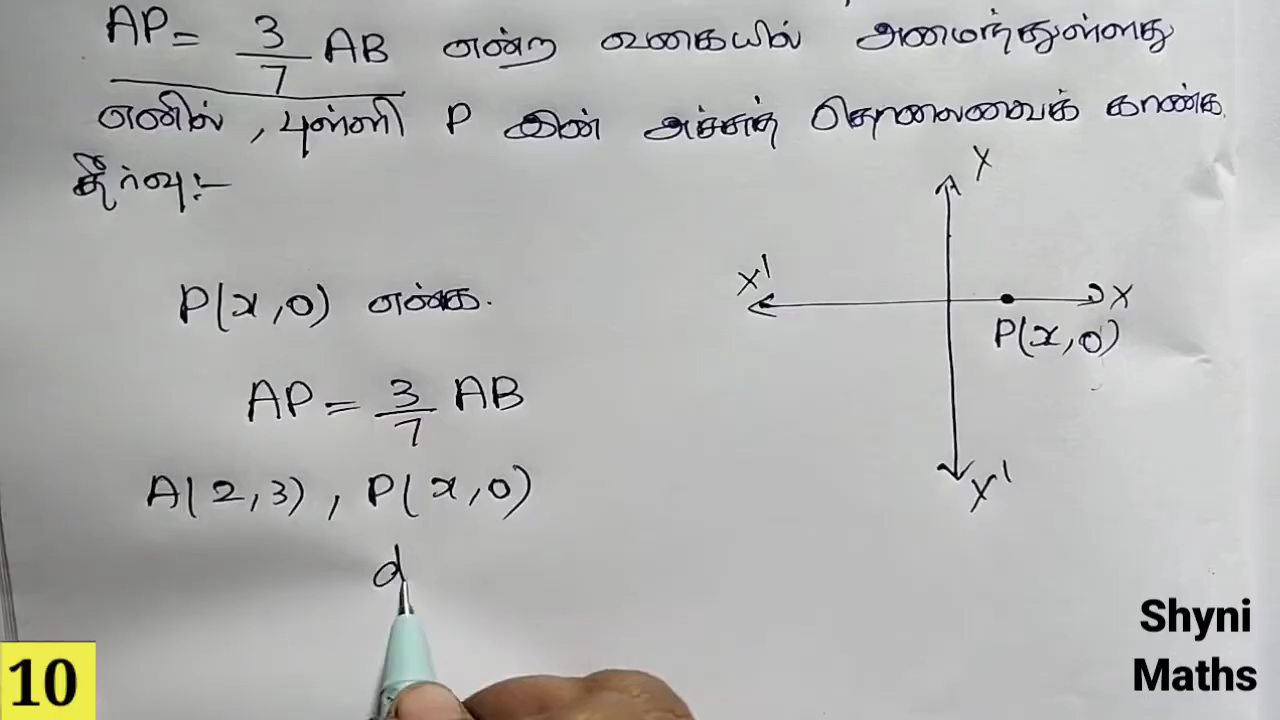 AP = 3/7 AB என்ற வகையில் அமைந்துள்ளது
எனில், புள்ளி P இன் அச்சுத் தொலைவைக் காண்க.
தீர்வு:-
Y
X' X
P(x,0) என்க.
P(x,0)
AP = 3/7 AB
A(2,3), P(x,0)
Y'
d
Shyni
Maths
10